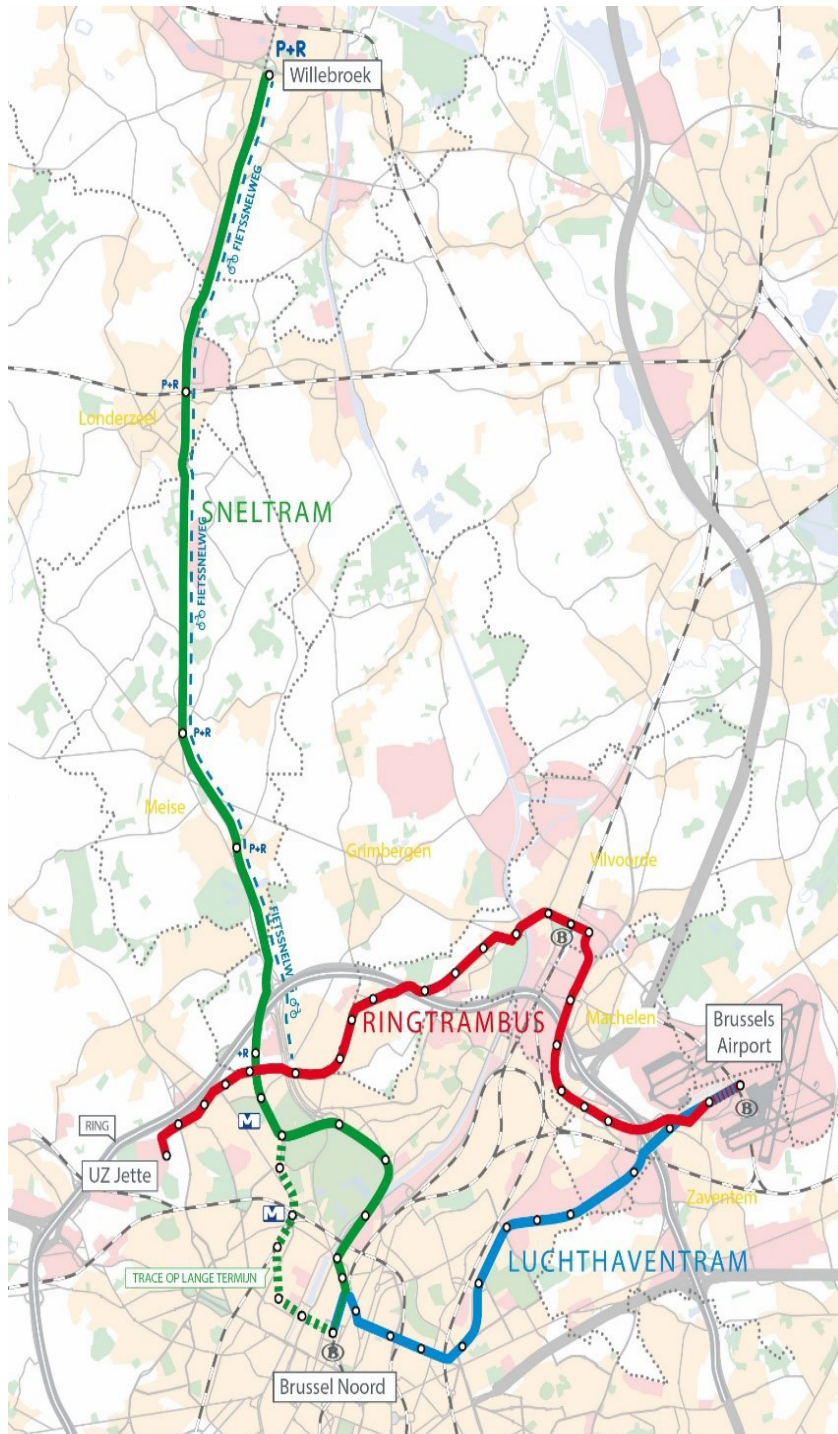 P+R
Willebroek
FIETSSNELWEG
P+R
Londerzeel
SNELTRAM
FIETSSNELWEG
P+R
Meise
P+R
Grimbergen
Vilvoorde
FIETSSNELW
B
RINGTRAMBUS
Machelen
Brussels
Airport
+R
B
RING
M
UZ Jette
Zaventem
M
LUCHTHAVENTRAM
TRACE OP LANGE TERMIJN
B
Brussel Noord